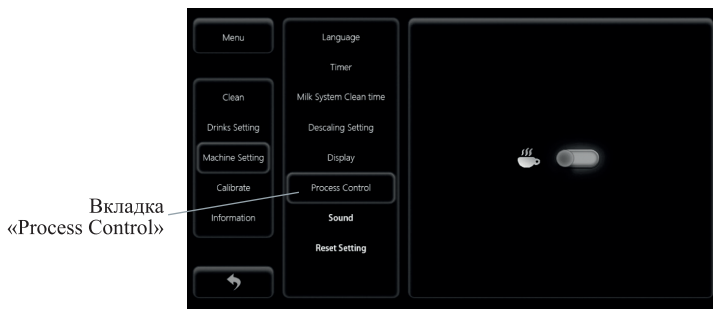 Menu
Clean
Drinks Setting
Machine Setting
Calibrate
Information
Language
Timer
Milk System Clean time
Descaling Setting
Display
Process Control
Sound
Reset Setting
Вкладка
«Process Control»